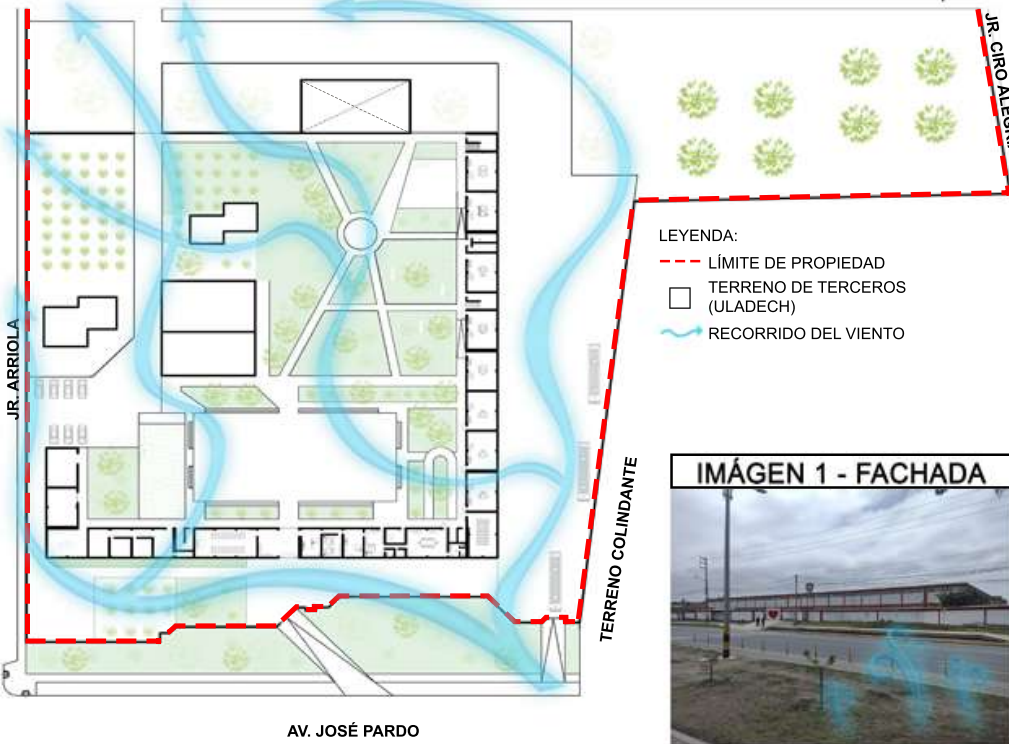 JR. CIRO ALEGR
LEYENDA:
LÍMITE DE PROPIEDAD
TERRENO DE TERCEROS
(ULADECH)
RECORRIDO DEL VIENTO
JR. ARRIOLA
TERRENO COLINDANTE
IMÁGEN 1 - FACHADA
AV. JOSÉ PARDO